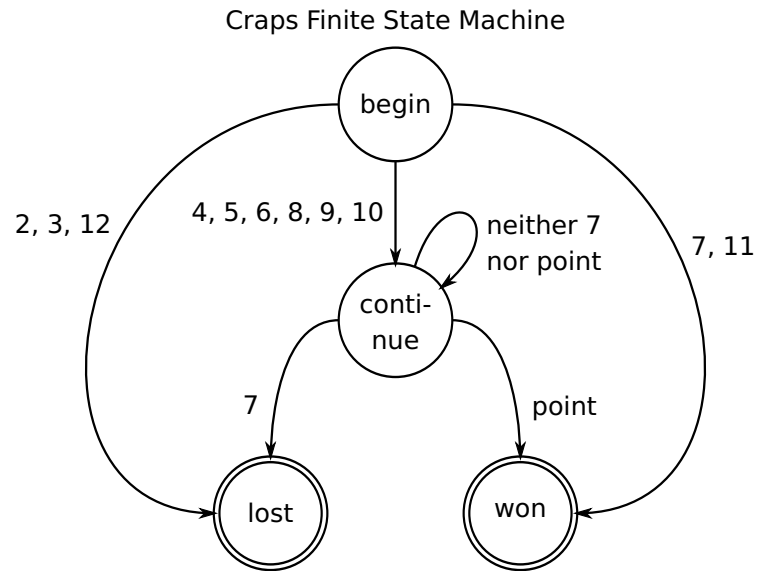 Craps Finite State Machine
begin
2, 3, 12
4, 5, 6, 8, 9, 10
neither 7
nor point
7, 11
conti-
nue
7
point
lost
won